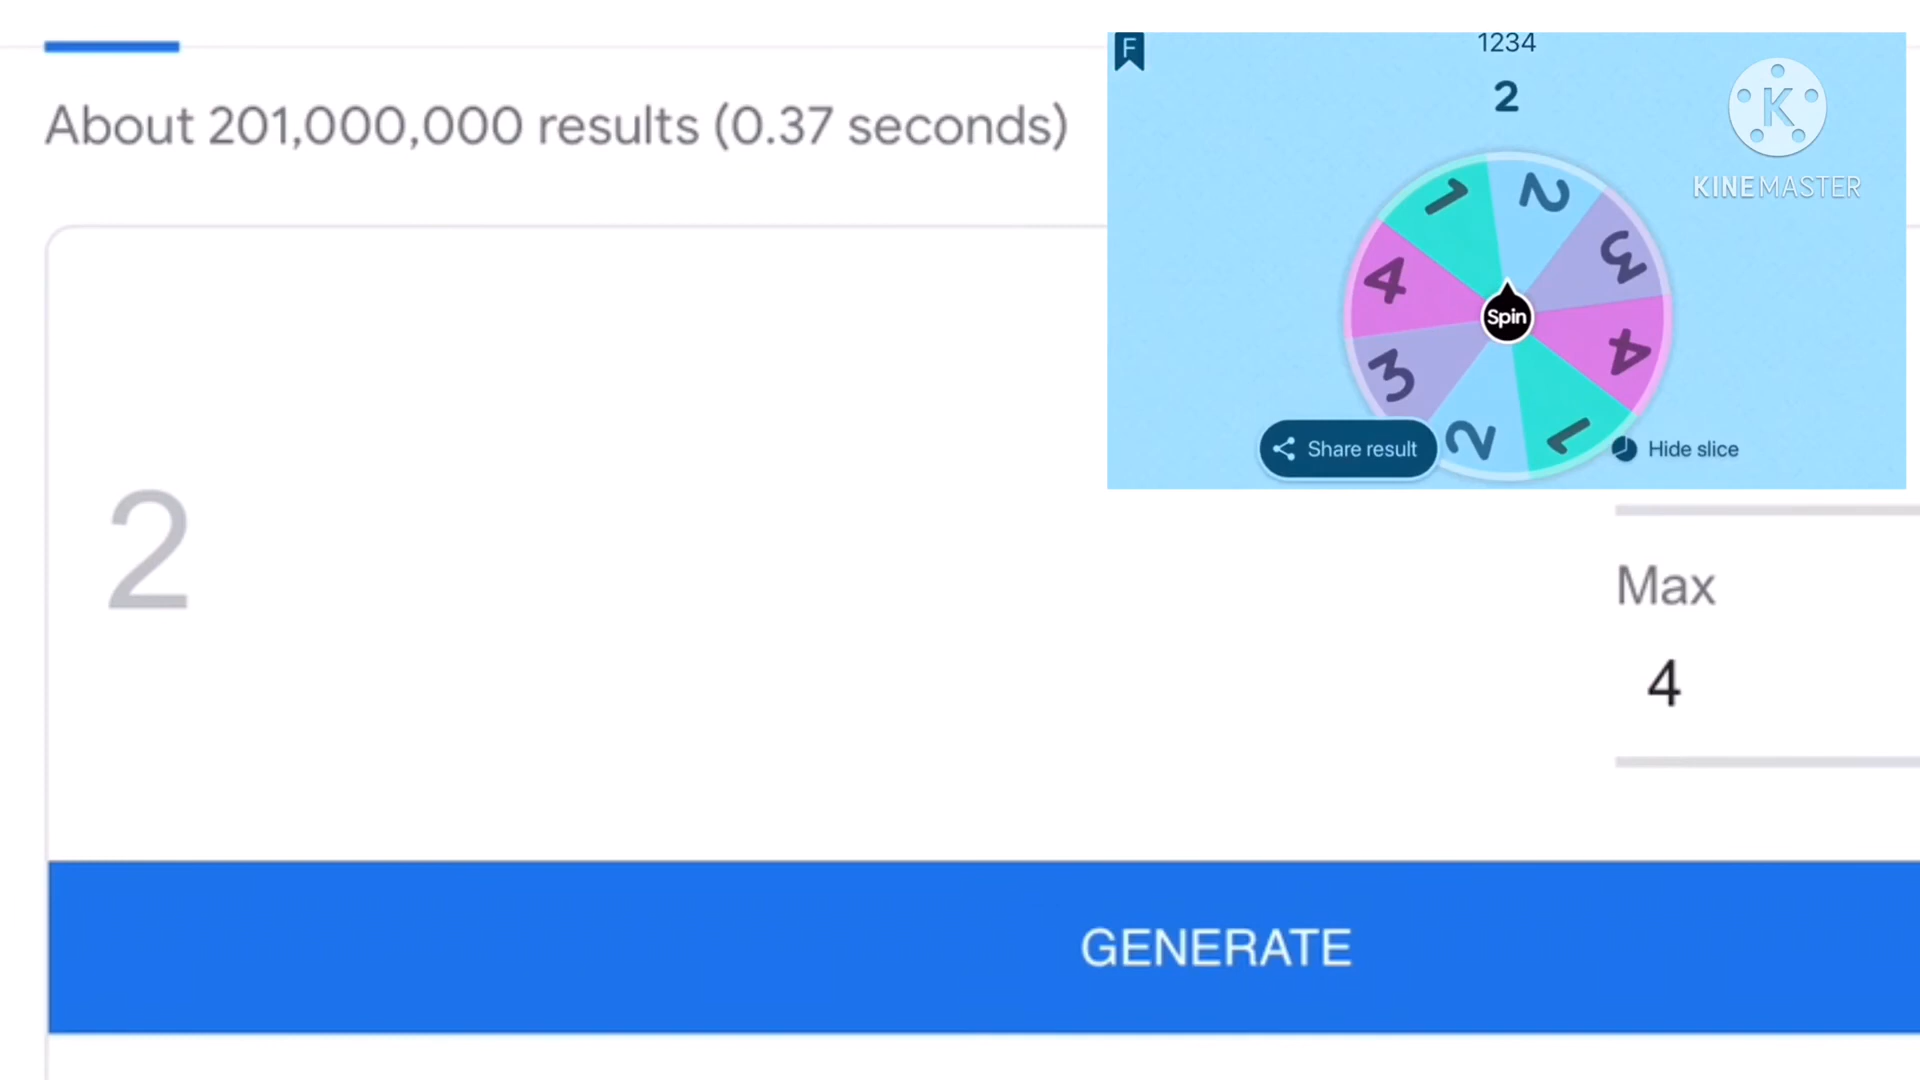 About 201,000,000 results (0.37 seconds)
2
Max
4
GENERATE
F
1234
2
KINEMASTER
K
1
2
3
4
1
2
3
4
Spin
Share result
Hide slice